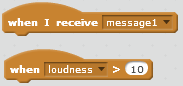 when I receive message1
when loudness > 10